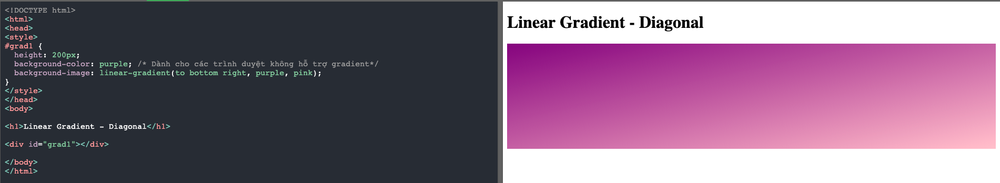 <!DOCTYPE html>
<html>
<head>
<style>
#grad1 {
  height: 200px;
  background-color: purple; /* Dành cho các trình duyệt không hỗ trợ gradient*/
  background-image: linear-gradient(to bottom right, purple, pink);
}
</style>
</head>
<body>
<h1>Linear Gradient - Diagonal</h1>
<div id="grad1"></div>
</body>
</html>
Linear Gradient - Diagonal